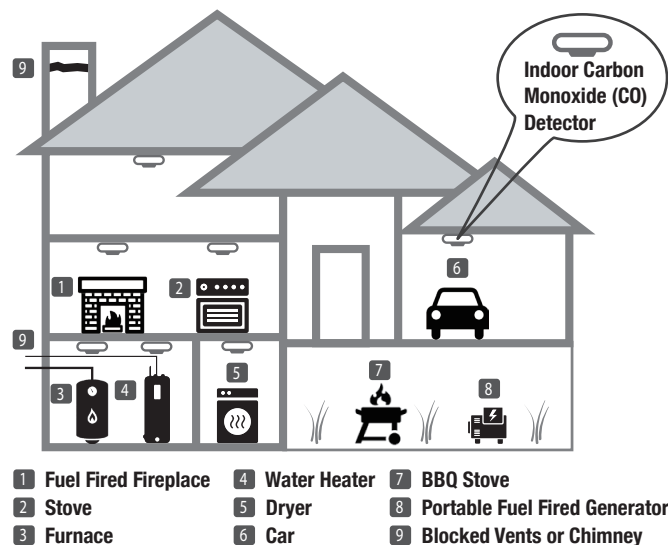 9
Indoor Carbon
Monoxide (CO)
Detector
6
1
2
9
3
4
5
7
8
1 Fuel Fired Fireplace
2 Stove
3 Furnace
4 Water Heater
5 Dryer
6 Car
7 BBQ Stove
8 Portable Fuel Fired Generator
9 Blocked Vents or Chimney